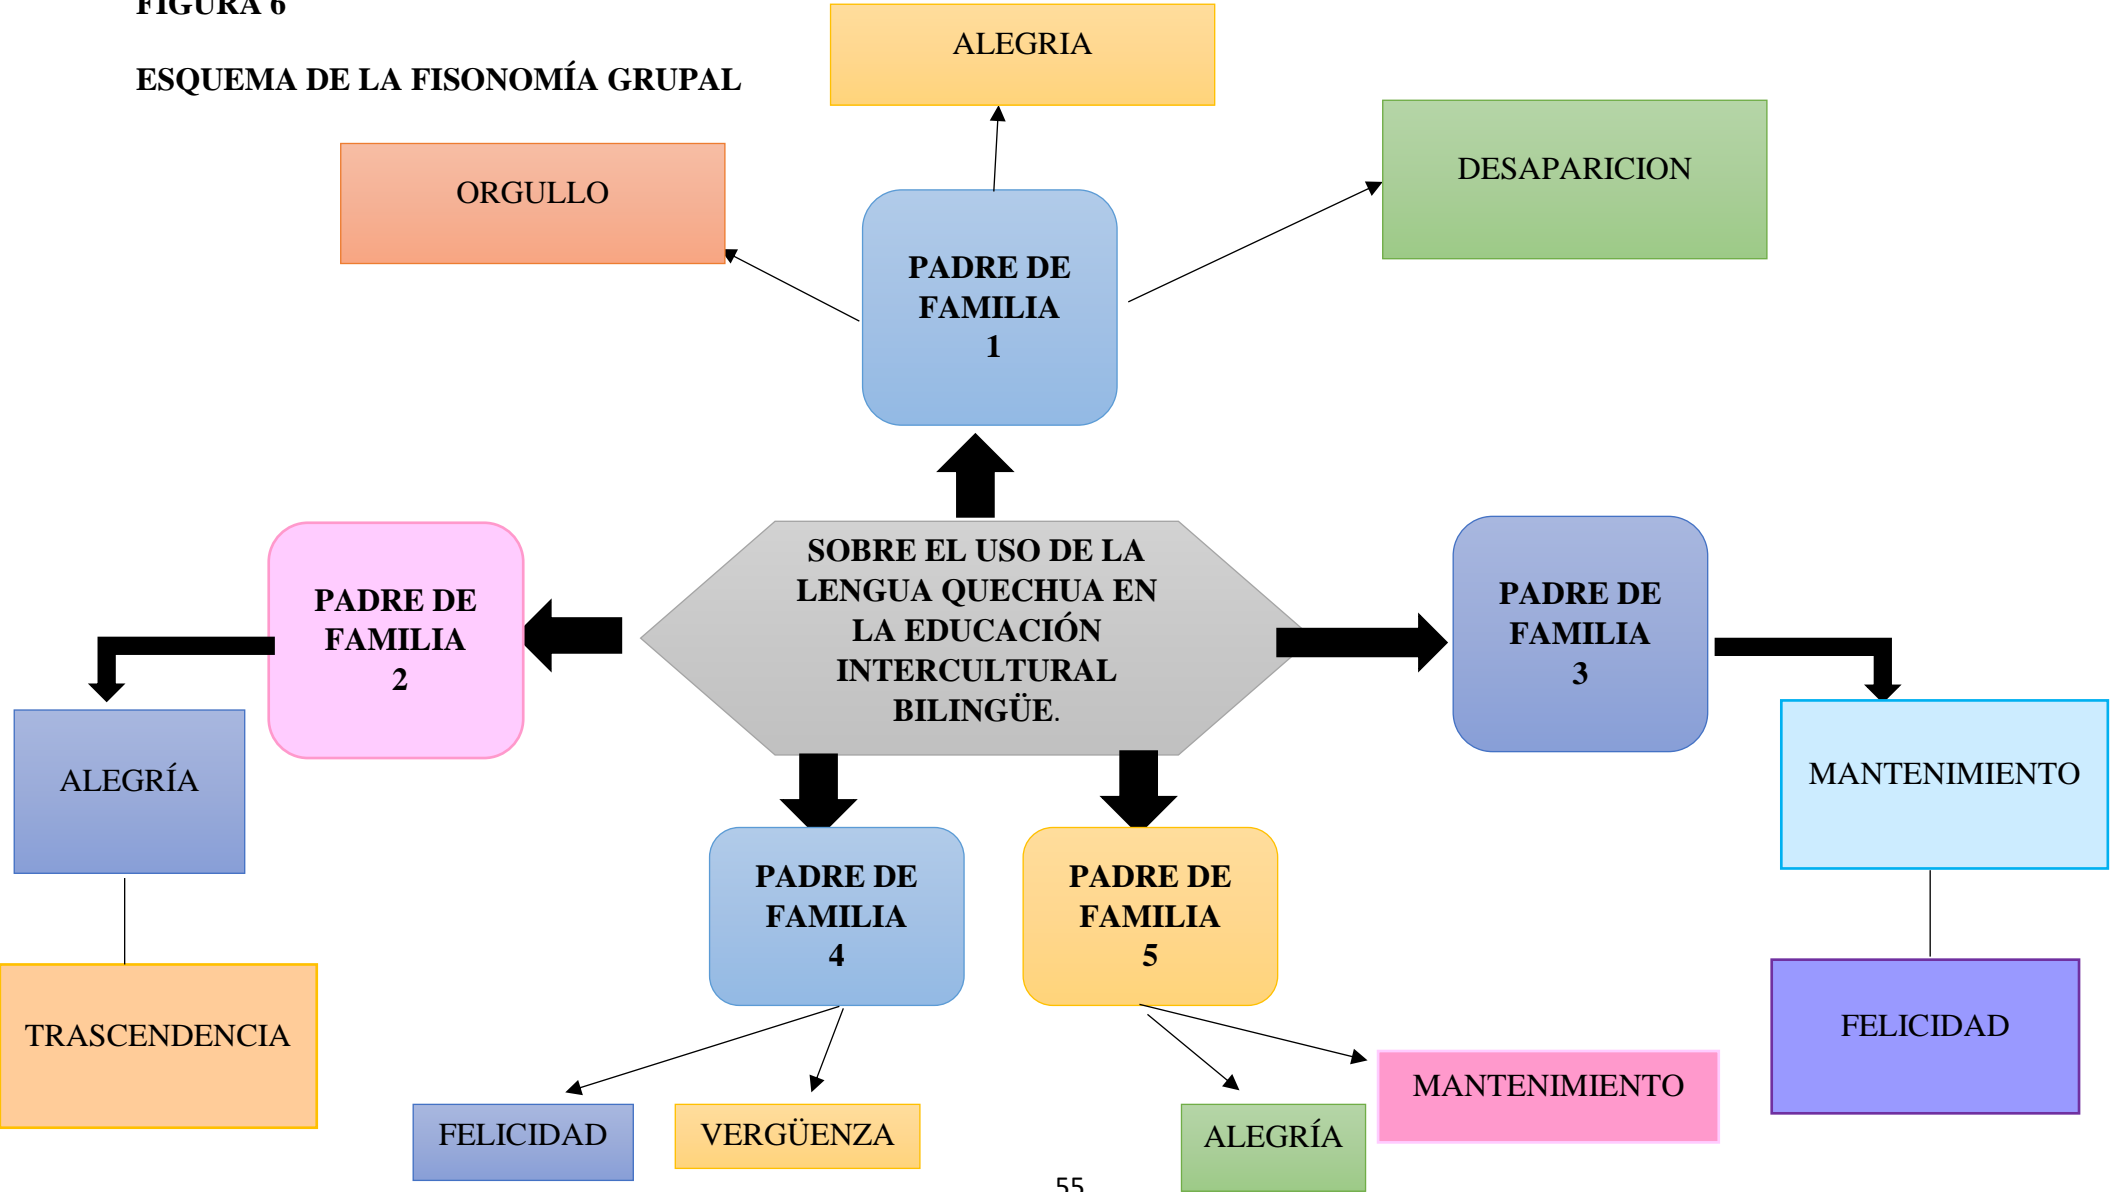 FIGURA 6
ESQUEMA DE LA FISONOMÍA GRUPAL
ALEGRIA
ORGULLO
DESAPARICION
PADRE DE
FAMILIA
1
SOBRE EL USO DE LA
LENGUA QUECHUA EN
LA EDUCACIÓN
INTERCULTURAL
BILINGÜE.
PADRE DE
FAMILIA
2
PADRE DE
FAMILIA
3
ALEGRÍA
MANTENIMIENTO
PADRE DE
FAMILIA
4
PADRE DE
FAMILIA
5
TRASCENDENCIA
FELICIDAD
FELICIDAD
VERGÜENZA
ALEGRÍA
MANTENIMIENTO
55